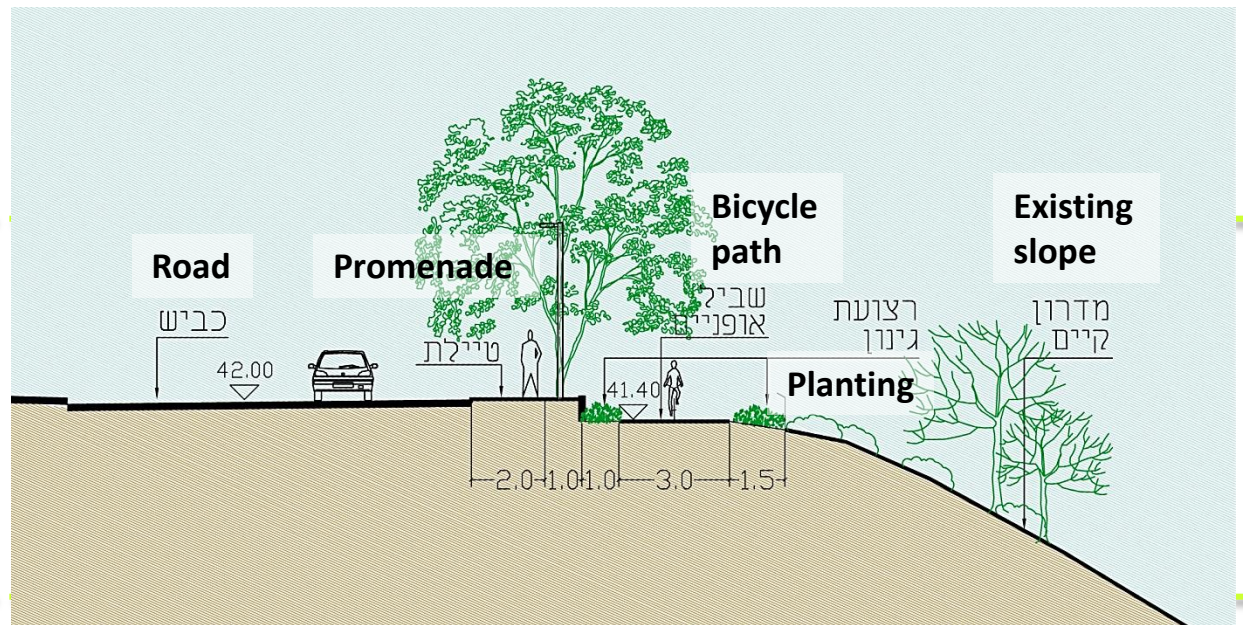 Bicycle
path
Existing
slope
Road
Promenade
שביל
אופניים
רצועת
גינון
מדרון
קיים
כביש
טיילת
42.00
41.40
Planting
2.0
1.0
1.0
3.0
1.5